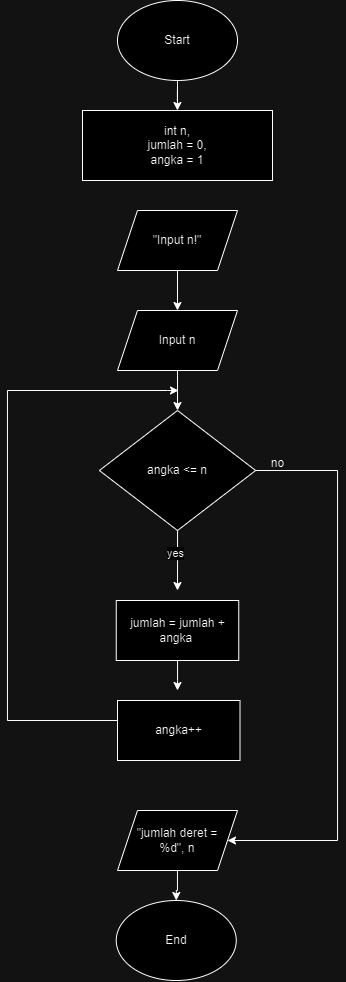 Start
int n,
jumlah = 0,
angka = 1
"Input n!"
Input n
angka <= n
no
yes
jumlah = jumlah +
angka
angka++
"jumlah deret =
%d", n
End